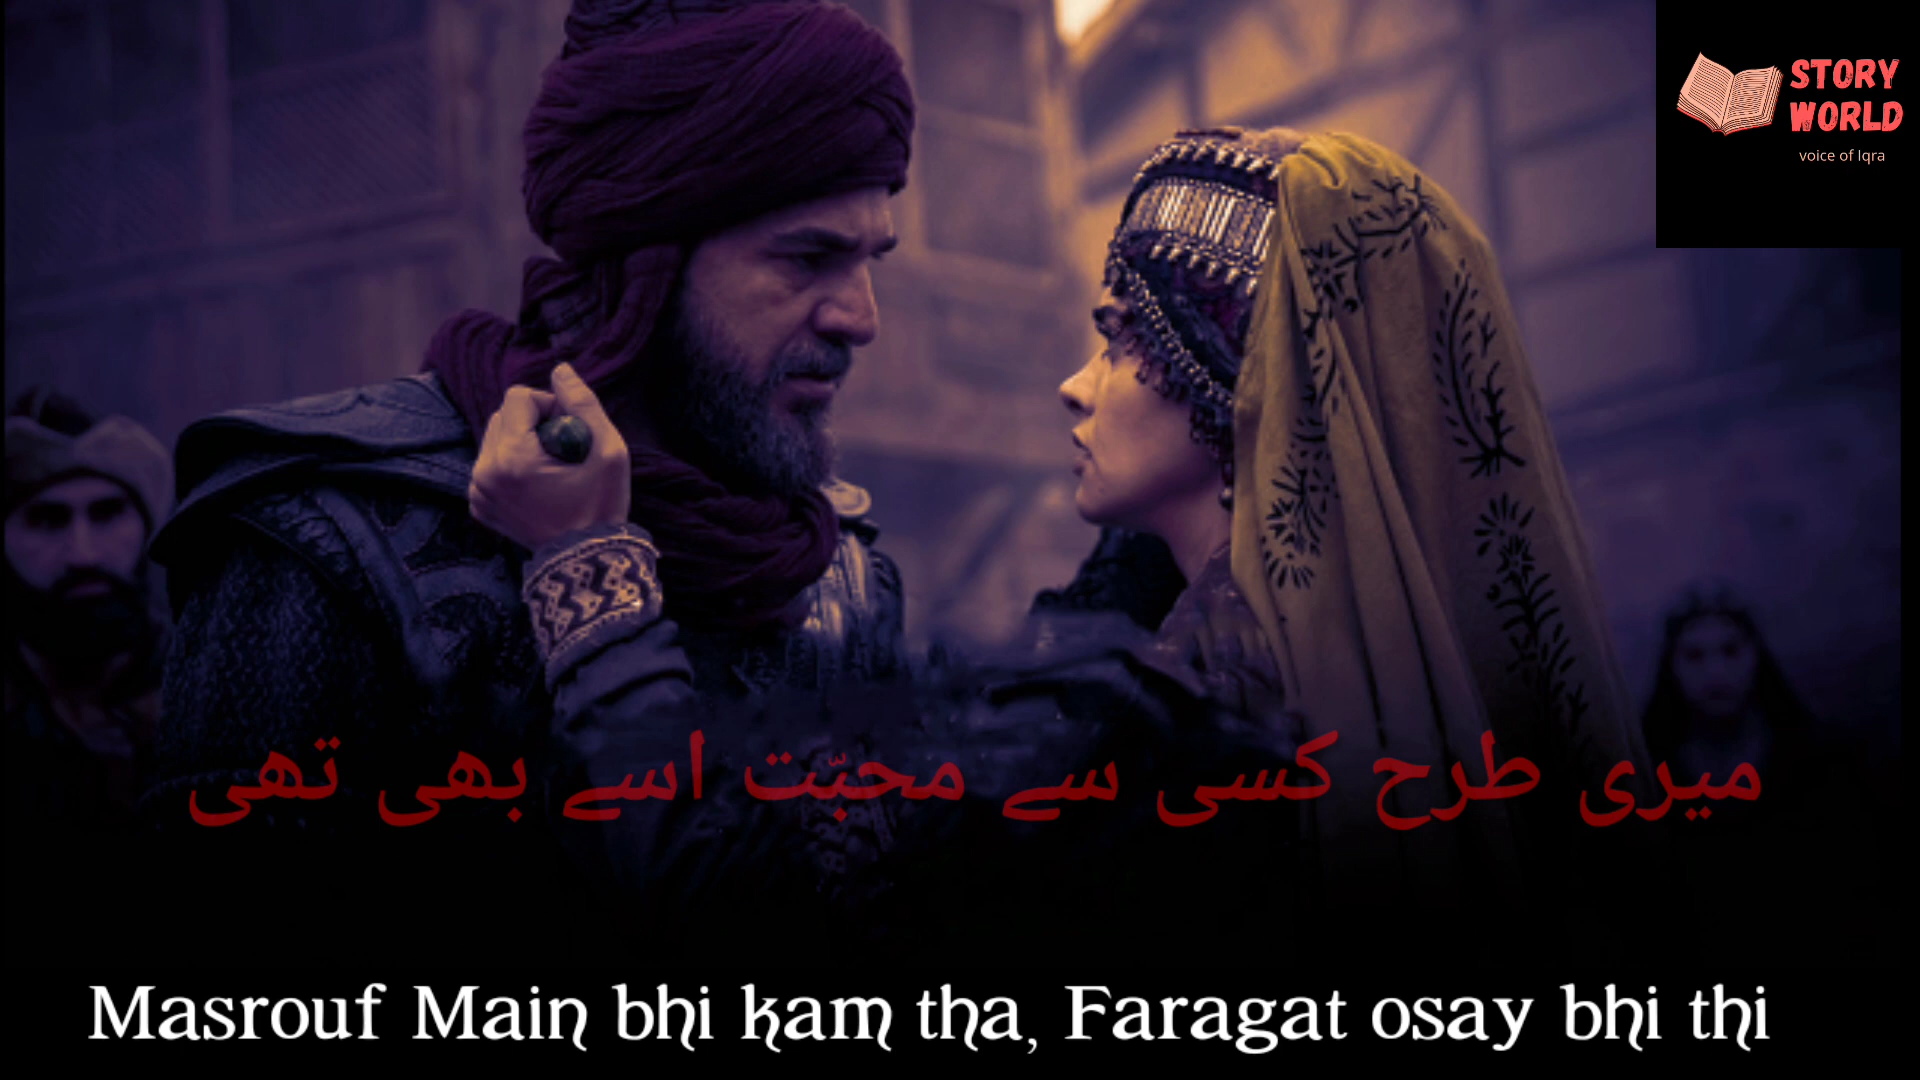 STORY
WORLD
voice of Iqra
میری طرح کسی سے محبّت اسے بھی تھی
Masrouf Main bhi kam tha, Faragat osay bhi thi